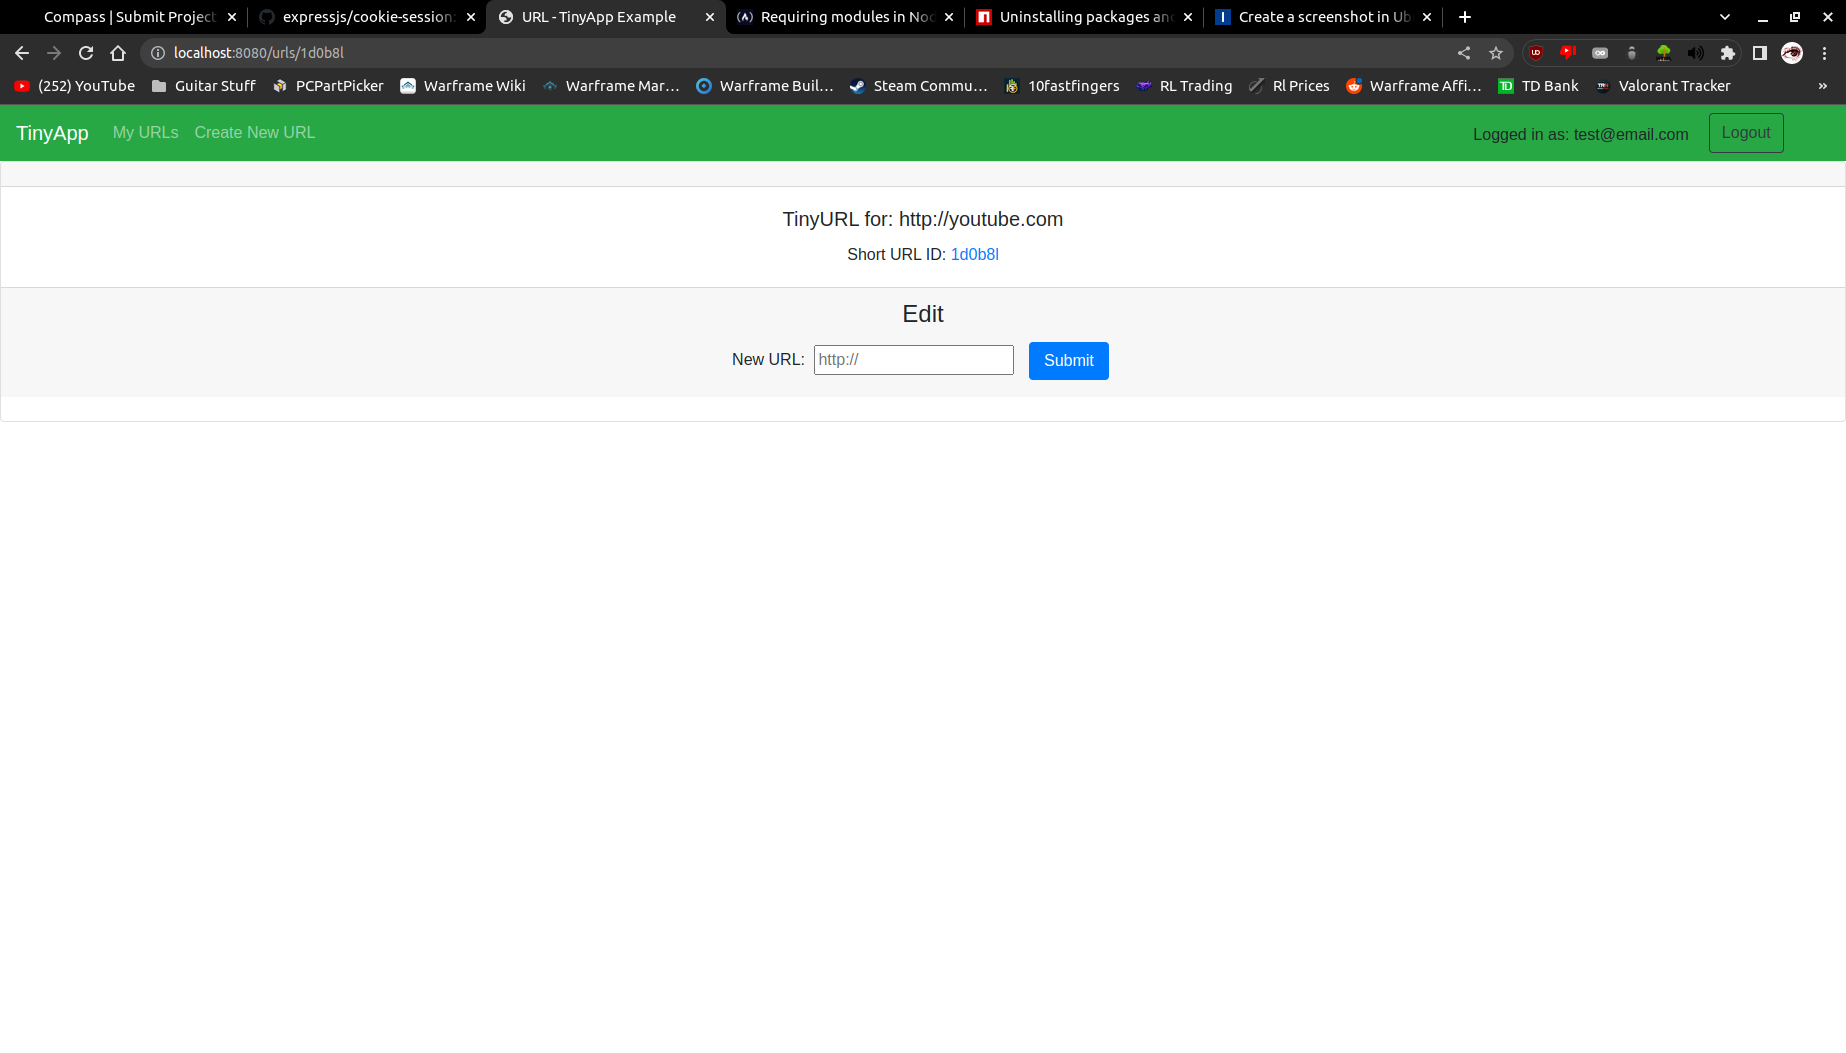 Compass | Submit Project
expressjs/cookie-session:
URL - TinyApp Example
Requiring modules in Nod
Uninstalling packages an
Create a screenshot in Ub
localhost:8080/urls/1d0b8l
(252) YouTube
Guitar Stuff
PCPartPicker
Warframe Wiki
Warframe Mar...
Warframe Buil...
Steam Commu...
10fastfingers
RL Trading
Rl Prices
Warframe Affi...
TD Bank
Valorant Tracker
»
TinyApp
My URLs
Create New URL
Logged in as: test@email.com
Logout
TinyURL for: http://youtube.com
Short URL ID: 1d0b8l
Edit
New URL:
http://
Submit